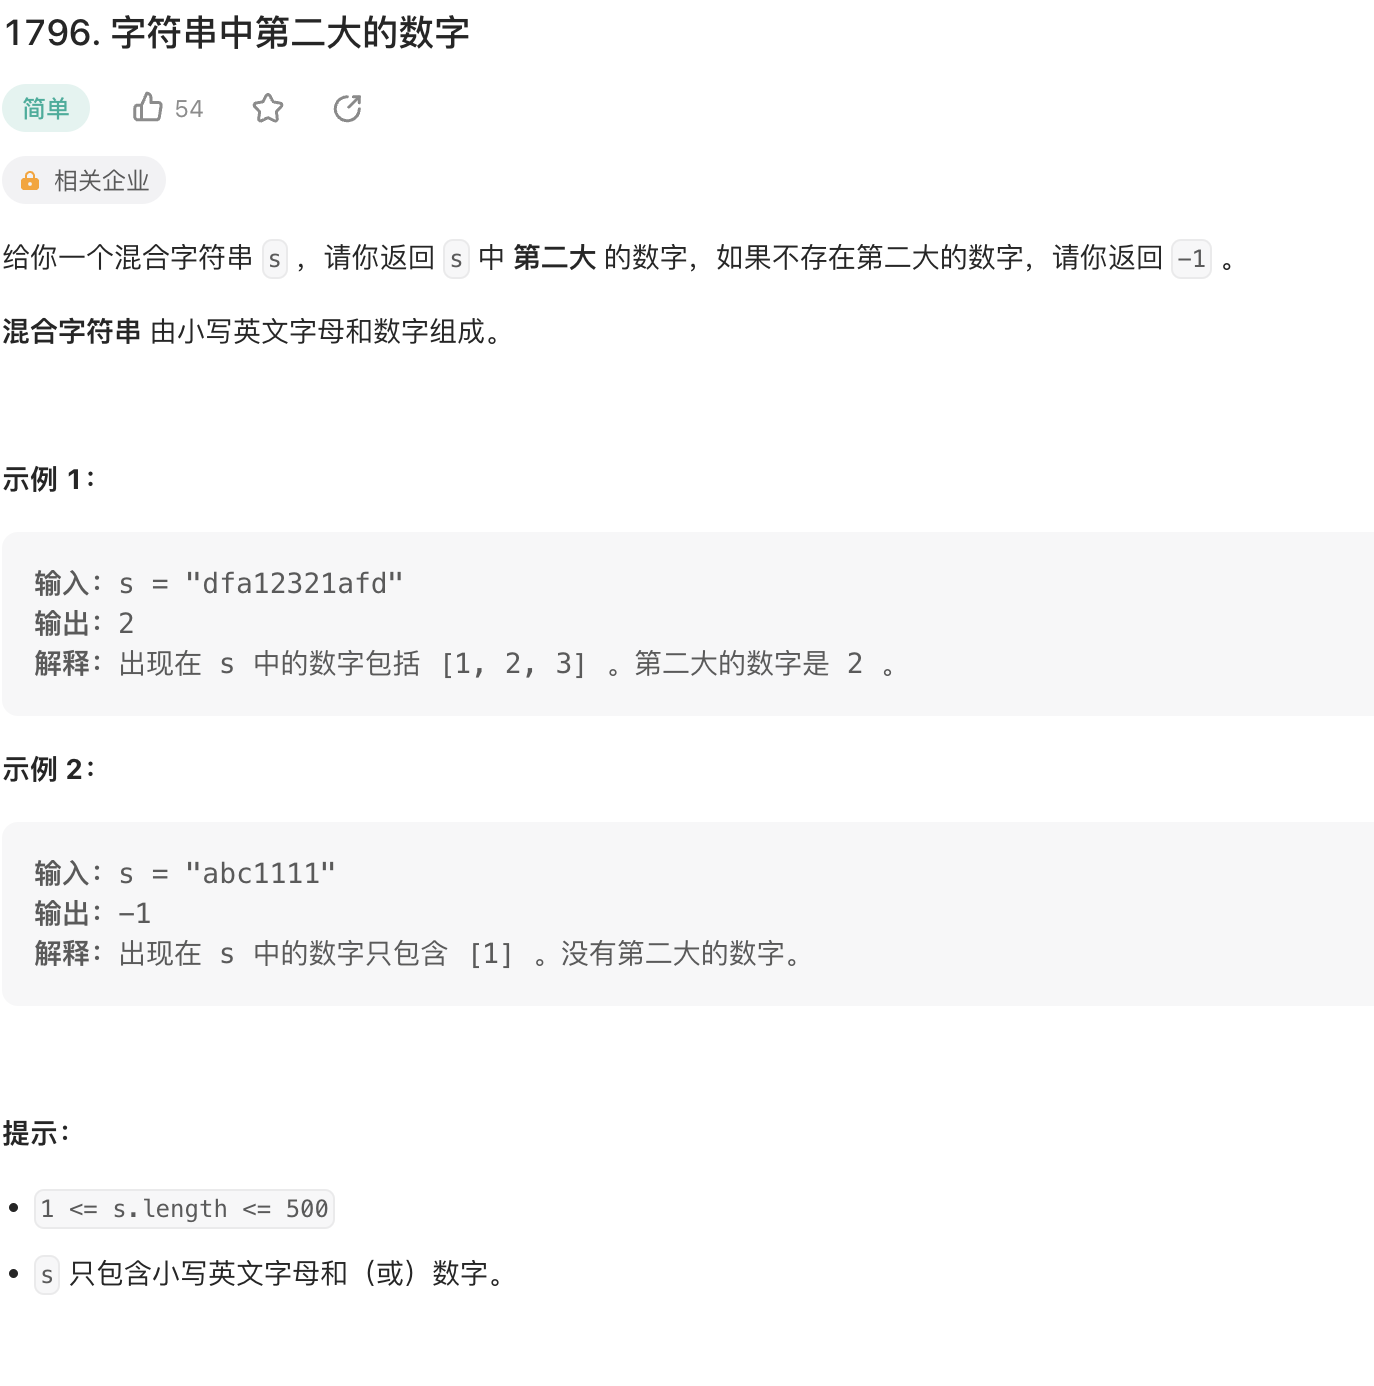 1796. 字符串中第二大的数字
简单 54
相关企业
给你一个混合字符串 s ，请你返回 s 中 第二大 的数字，如果不存在第二大的数字，请你返回 -1 。
混合字符串 由小写英文字母和数字组成。
示例 1：
输入：s = "dfa12321afd"
输出：2
解释：出现在 s 中的数字包括 [1, 2, 3] 。第二大的数字是 2 。
示例 2：
输入：s = "abc1111"
输出：-1
解释：出现在 s 中的数字只包含 [1] 。没有第二大的数字。
提示：
• 1 <= s.length <= 500
• s 只包含小写英文字母和（或）数字。